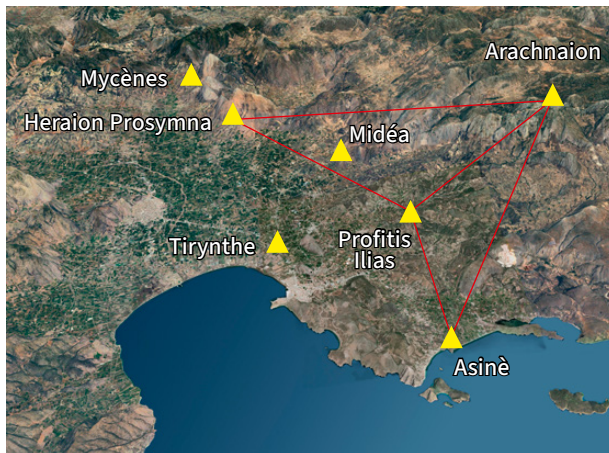 Arachnaion
Mycènes
Heraion Prosymna
Midéa
Tirynthe
Profitis
Ilias
Asinè